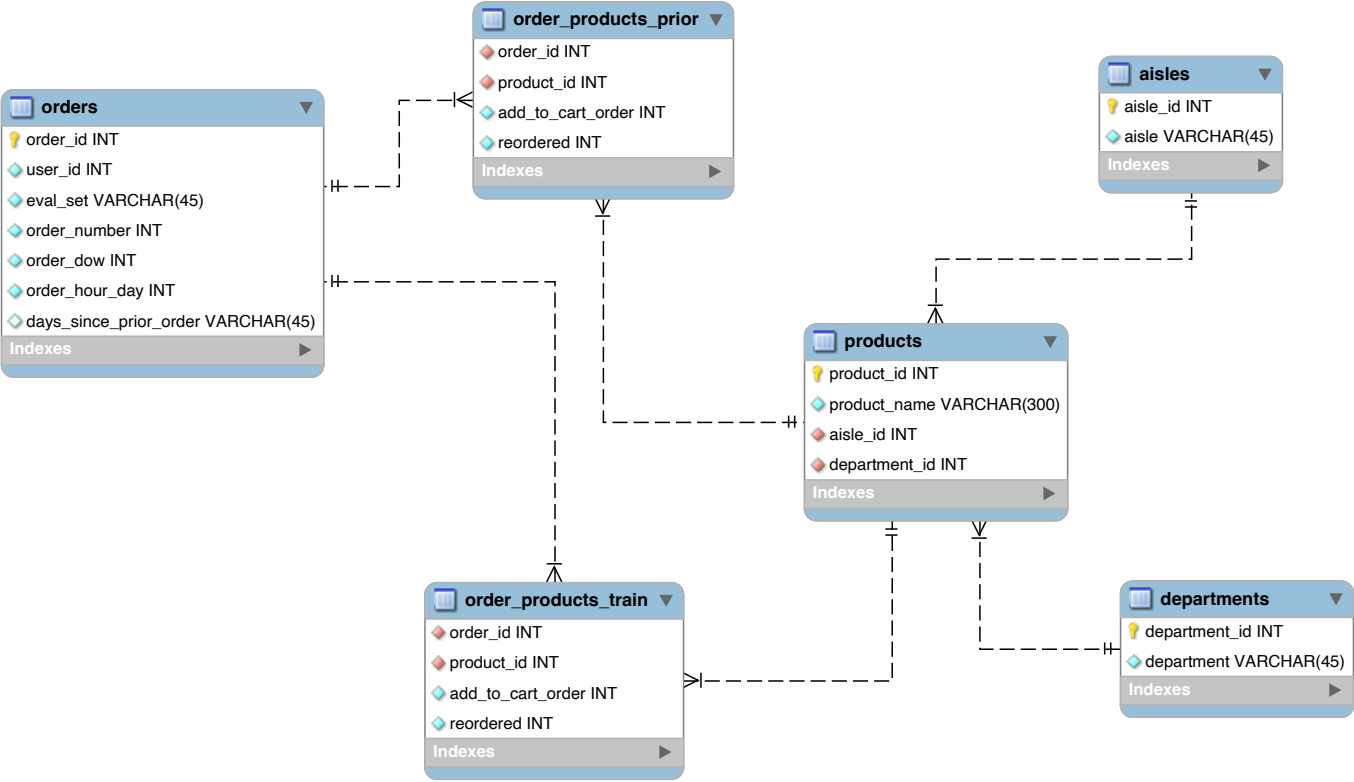 order_products_prior
order_id INT
product_id INT
add_to_cart_order INT
reordered INT
Indexes
aisles
aisle_id INT
aisle VARCHAR(45)
Indexes
orders
order_id INT
user_id INT
eval_set VARCHAR(45)
order_number INT
order_dow INT
order_hour_day INT
days_since_prior_order VARCHAR(45)
Indexes
products
product_id INT
product_name VARCHAR(300)
aisle_id INT
department_id INT
Indexes
order_products_train
order_id INT
product_id INT
add_to_cart_order INT
reordered INT
Indexes
departments
department_id INT
department VARCHAR(45)
Indexes